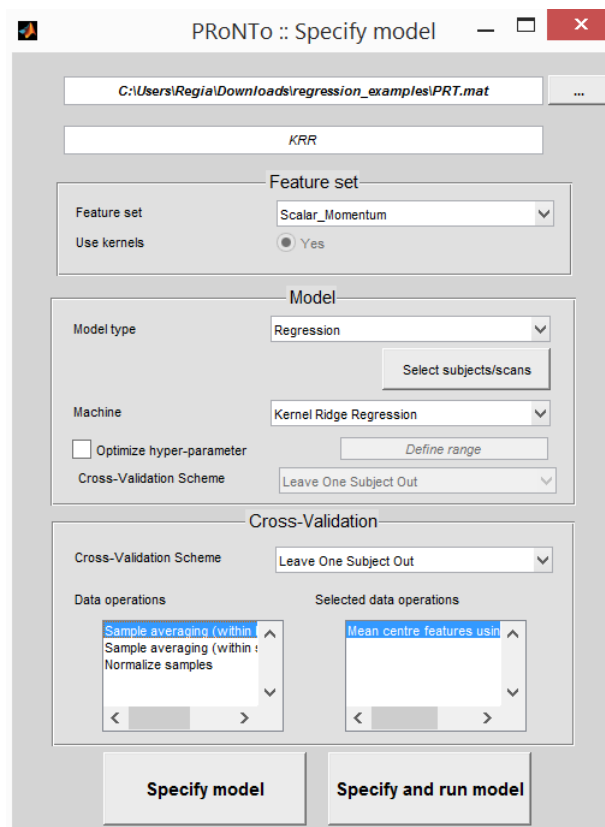 PRoNTo :: Specify model
C:\Users\Regia\Downloads\regression_examples\PRT.mat
...
KRR
Feature set
Feature set
Scalar_Momentum
Use kernels
Yes
Model
Model type
Regression
Select subjects/scans
Machine
Kernel Ridge Regression
Optimize hyper-parameter
Define range
Cross-Validation Scheme
Leave One Subject Out
Cross-Validation
Cross-Validation Scheme
Leave One Subject Out
Data operations
Selected data operations
Sample averaging (within
Mean centre features usin
Sample averaging (within s
Normalize samples
Specify model
Specify and run model